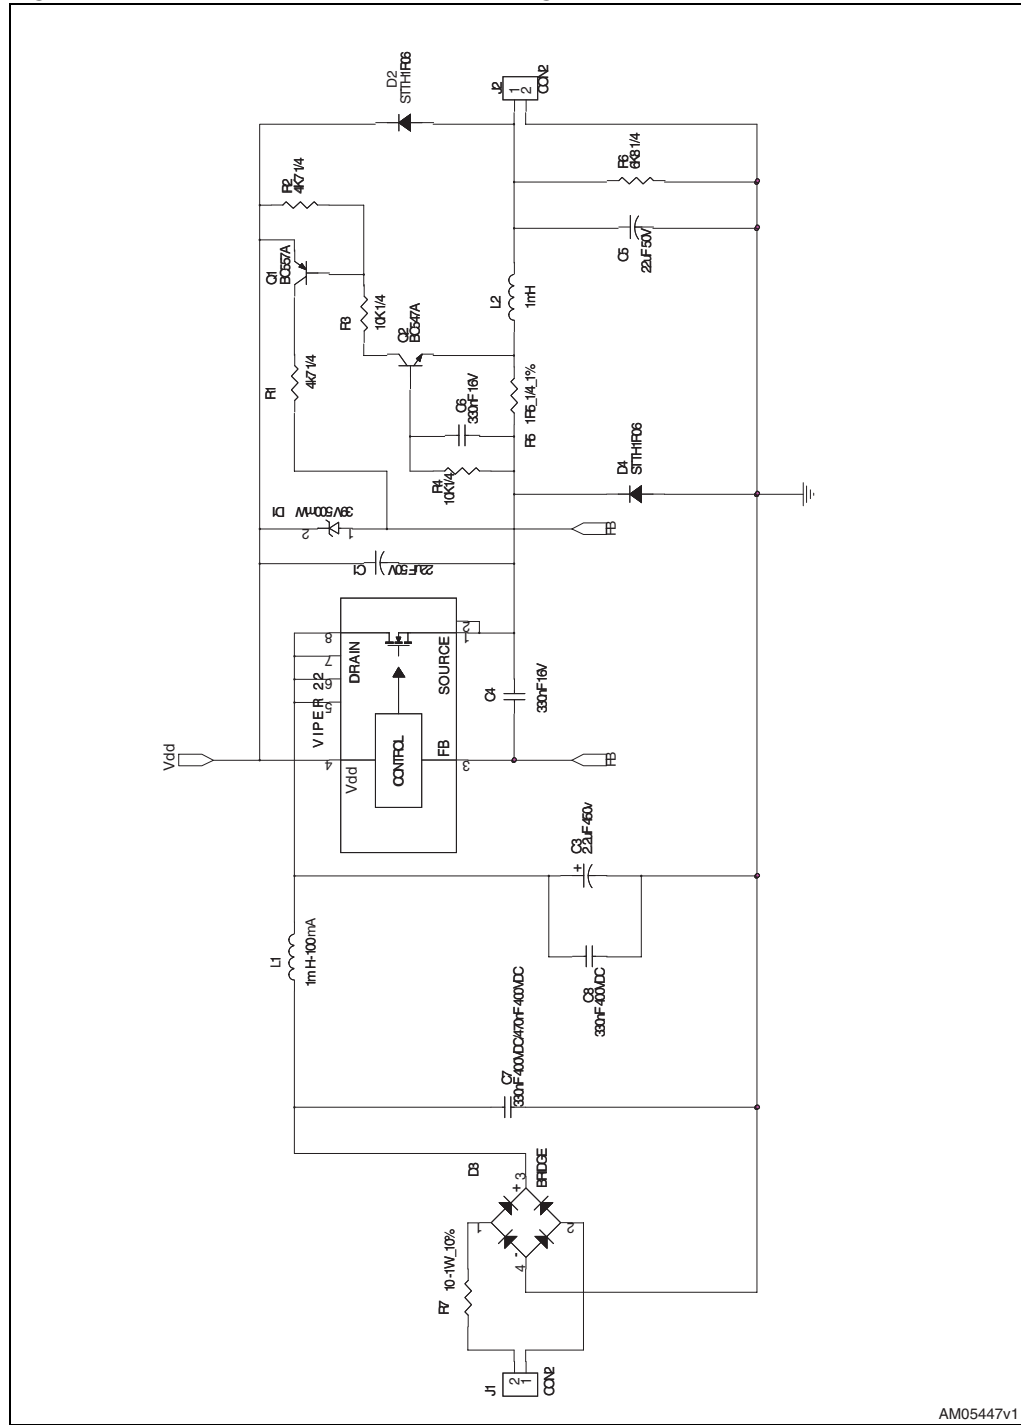 J1
CON2
2
1
R7
10-1W_10%
D3
BRIDGE
1
2
3
4
+
-
C7
330nF 400VDC/470nF 400VDC
L1
1mH-100mA
C8
330nF 400VDC
C3
2.2uF 450v
+
Vdd
VIPER 22
Vdd
DRAIN
CONTROL
FB
SOURCE
4
5
6
7
8
3
1
2
FB
C4
330nF 16V
C1
22uF 50V
D1
39V 500mW
2
1
FB
R1
4k7 1/4
R4
10K 1/4
C6
330nF 16V
D4
STTH1R06
R5 1R5_1/4_1%
Q2
BC547A
R3
10K 1/4
Q1
BC557A
R2
4K7 1/4
L2
1mH
C5
22uF 50V
R6
6K8 1/4
D2
STTH1R06
J2
CON2
1
2
AM05447v1